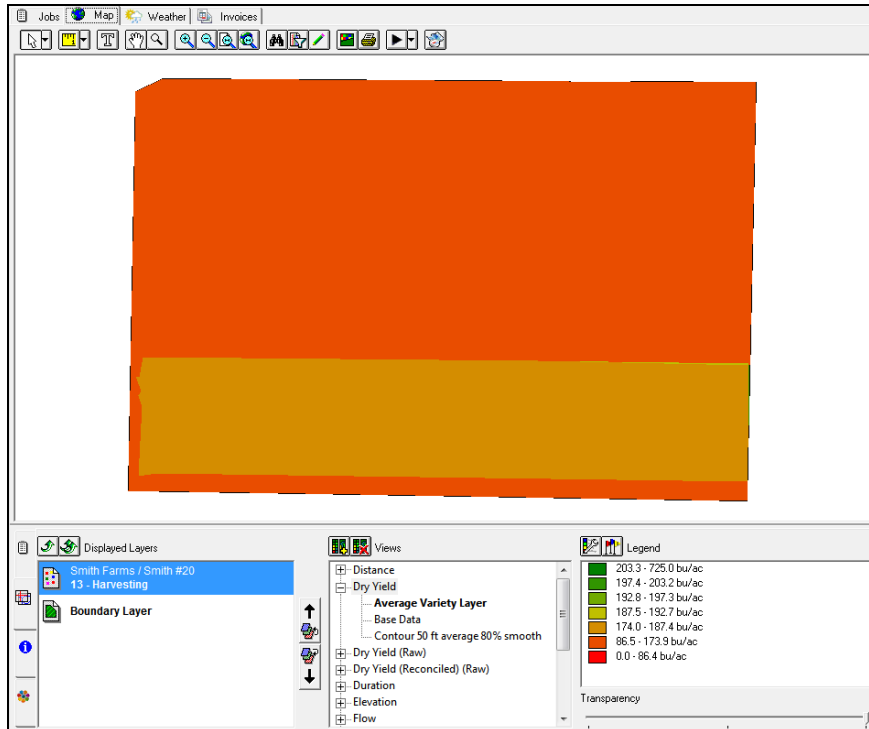 Jobs Map Weather Invoices
T
Displayed Layers
Smith Farms / Smith #20
13 - Harvesting
Boundary Layer
Views
Distance
Dry Yield
Average Variety Layer
Base Data
Contour 50 ft average 80% smooth
Dry Yield (Raw)
Dry Yield (Reconciled) (Raw)
Duration
Elevation
Flow
Legend
203.3 - 725.0 bu/ac
197.4 - 203.2 bu/ac
192.8 - 197.3 bu/ac
187.5 - 192.7 bu/ac
174.0 - 187.4 bu/ac
86.5 - 173.9 bu/ac
0.0 - 86.4 bu/ac
Transparency